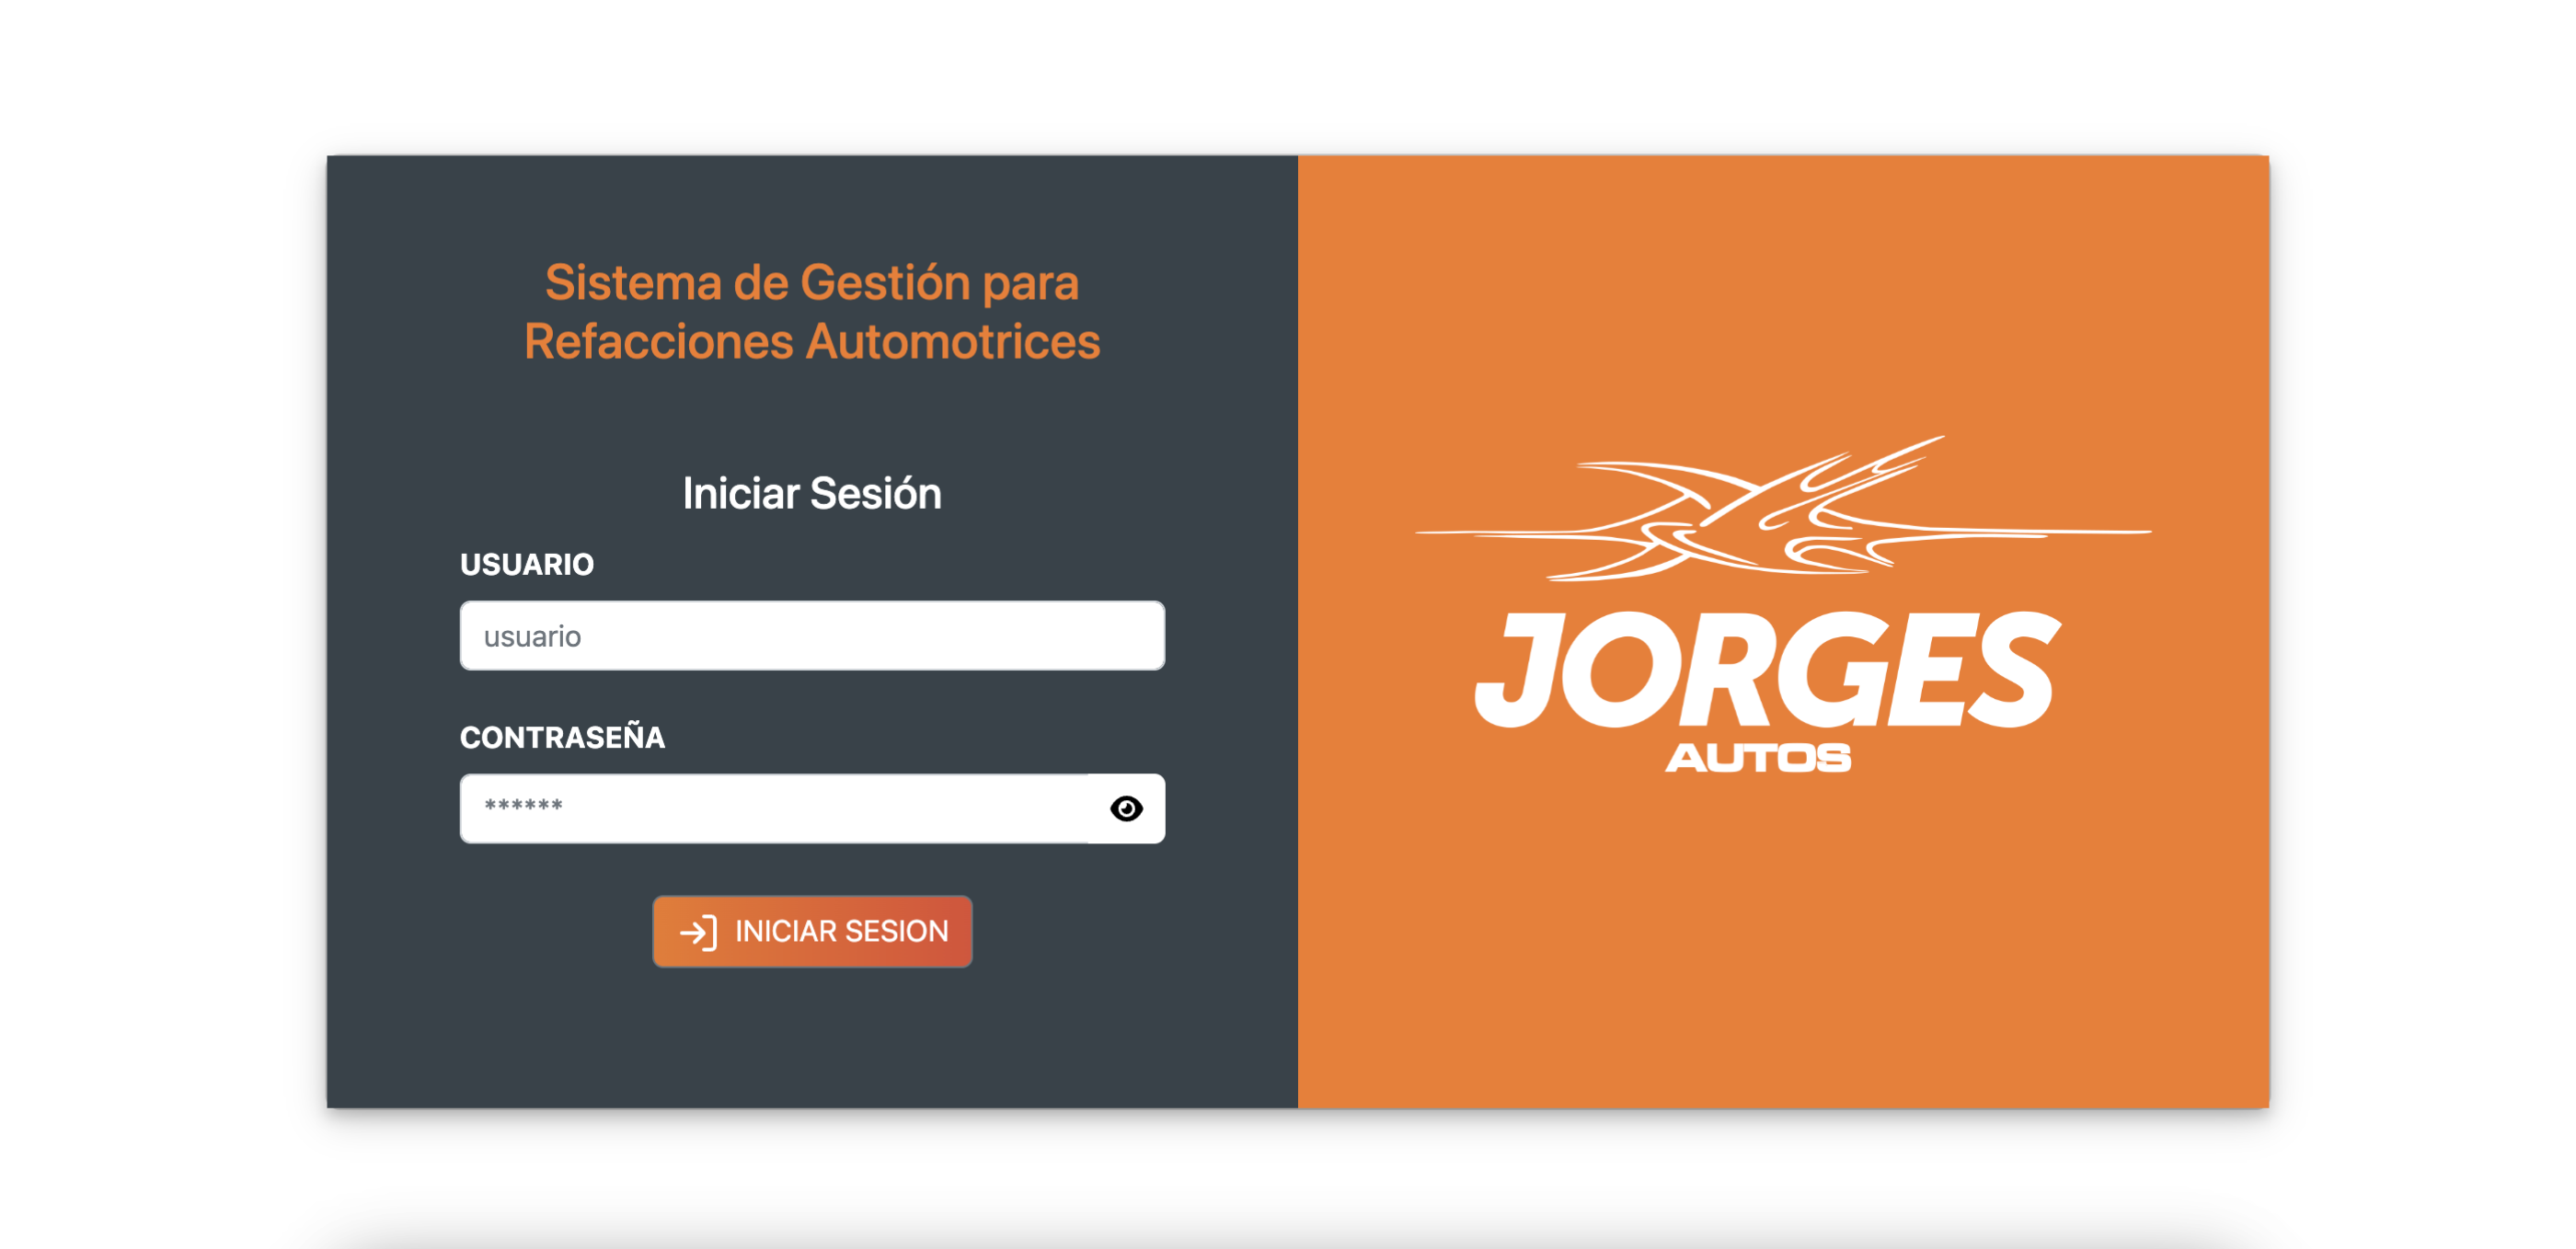 Sistema de Gestión para
Refacciones Automotrices
Iniciar Sesión
USUARIO
usuario
CONTRASEÑA
******
INICIAR SESION
JORGES
AUTOS